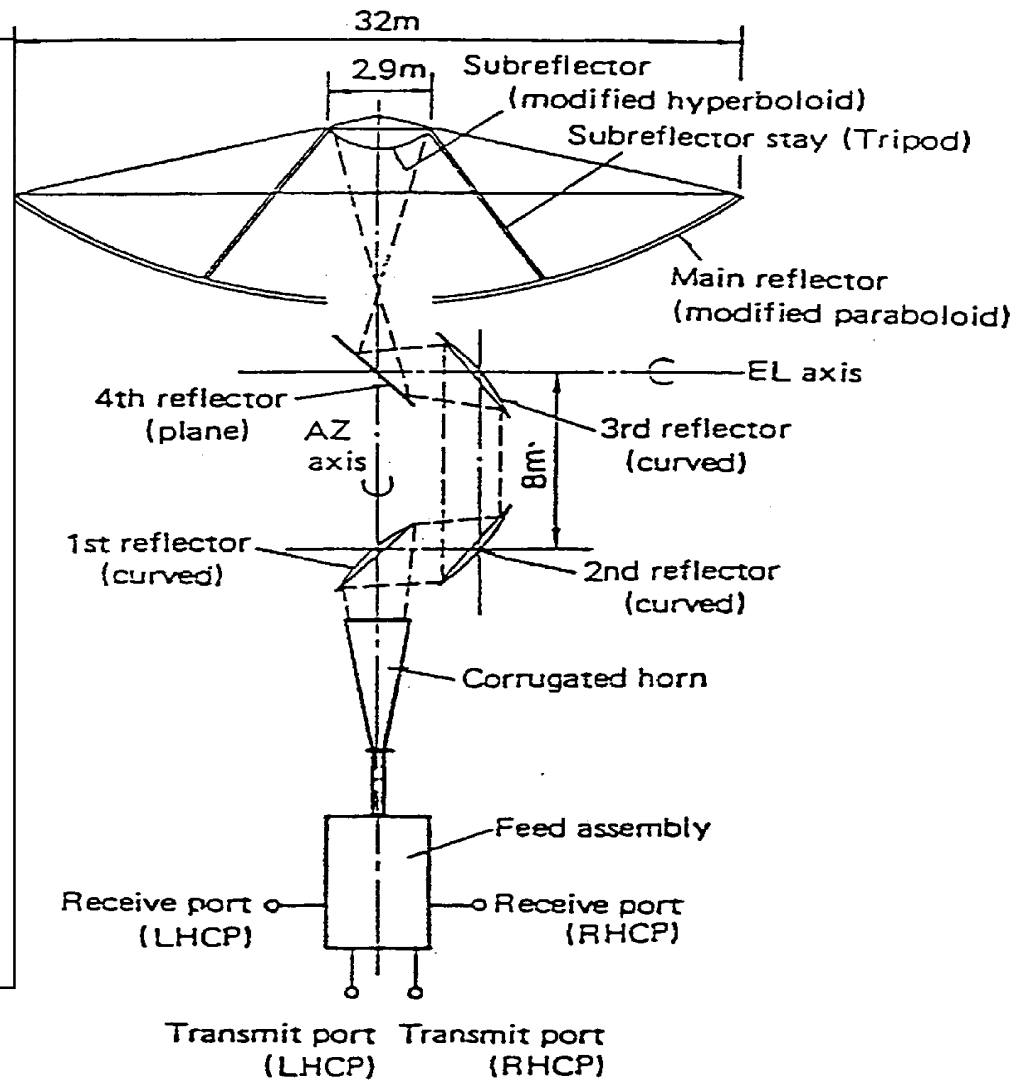 32m
2.9m
Subreflector
(modified hyperboloid)
Subreflector stay (Tripod)
Main reflector
(modified paraboloid)
EL axis
4th reflector
(plane)
AZ
axis
3rd reflector
(curved)
8m
1st reflector
(curved)
2nd reflector
(curved)
Corrugated horn
Feed assembly
Receive port
(LHCP)
Receive port
(RHCP)
Transmit port
(LHCP)
Transmit port
(RHCP)